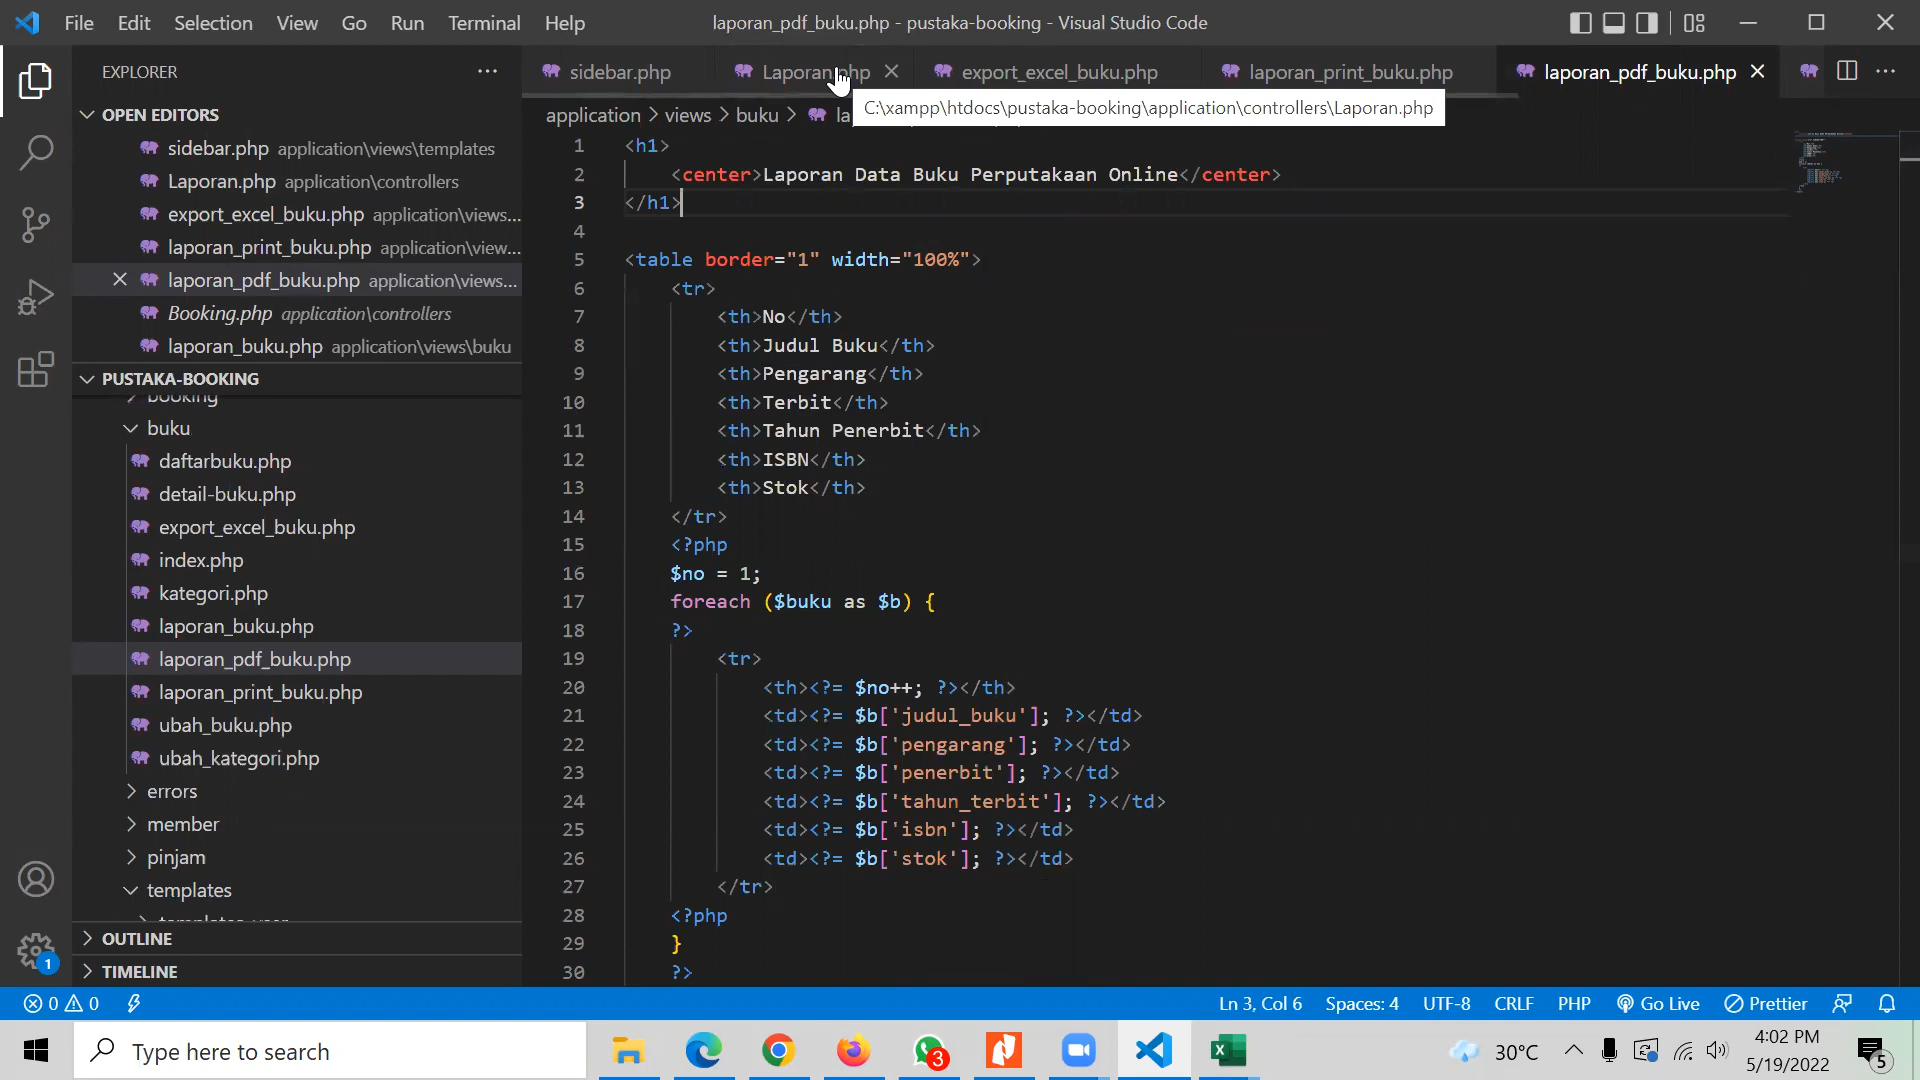 File Edit Selection View Go Run Terminal Help
laporan_pdf_buku.php - pustaka-booking - Visual Studio Code
EXPLORER
OPEN EDITORS
sidebar.php application\views\templates
Laporan.php application\controllers
export_excel_buku.php application\views...
laporan_print_buku.php application\view...
laporan_pdf_buku.php application\views...
Booking.php application\controllers
laporan_buku.php application\views\buku
PUSTAKA-BOOKING
booking
buku
daftarbuku.php
detail-buku.php
export_excel_buku.php
index.php
kategori.php
laporan_buku.php
laporan_pdf_buku.php
laporan_print_buku.php
ubah_buku.php
ubah_kategori.php
errors
member
pinjam
templates
OUTLINE
TIMELINE
sidebar.php Laporan.php export_excel_buku.php laporan_print_buku.php laporan_pdf_buku.php
application > views > buku > la
C:\xampp\htdocs\pustaka-booking\application\controllers\Laporan.php
1 <h1>
2 <center>Laporan Data Buku Perputakaan Online</center>
3 </h1>
4
5 <table border="1" width="100%">
6 <tr>
7 <th>No</th>
8 <th>Judul Buku</th>
9 <th>Pengarang</th>
10 <th>Terbit</th>
11 <th>Tahun Penerbit</th>
12 <th>ISBN</th>
13 <th>Stok</th>
14 </tr>
15 <?php
16 $no = 1;
17 foreach ($buku as $b) {
18 ?>
19 <tr>
20 <th><?= $no++; ?></th>
21 <td><?= $b['judul_buku']; ?></td>
22 <td><?= $b['pengarang']; ?></td>
23 <td><?= $b['penerbit']; ?></td>
24 <td><?= $b['tahun_terbit']; ?></td>
25 <td><?= $b['isbn']; ?></td>
26 <td><?= $b['stok']; ?></td>
27 </tr>
28 <?php
29 }
30 ?>
1
0 0
Ln 3, Col 6 Spaces: 4 UTF-8 CRLF PHP Go Live Prettier
Type here to search
3
30°C
4:02 PM
5/19/2022
5